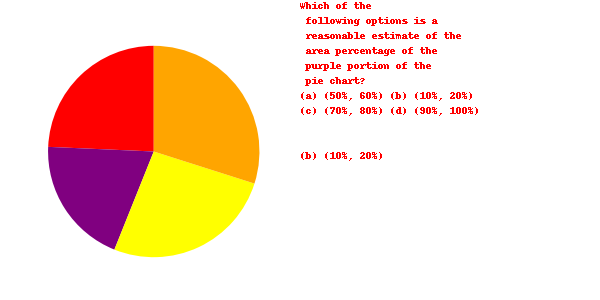 Which of the
following options is a
reasonable estimate of the
area percentage of the
purple portion of the
pie chart?
(a) (50%, 60%) (b) (10%, 20%)
(c) (70%, 80%) (d) (90%, 100%)
(b) (10%, 20%)